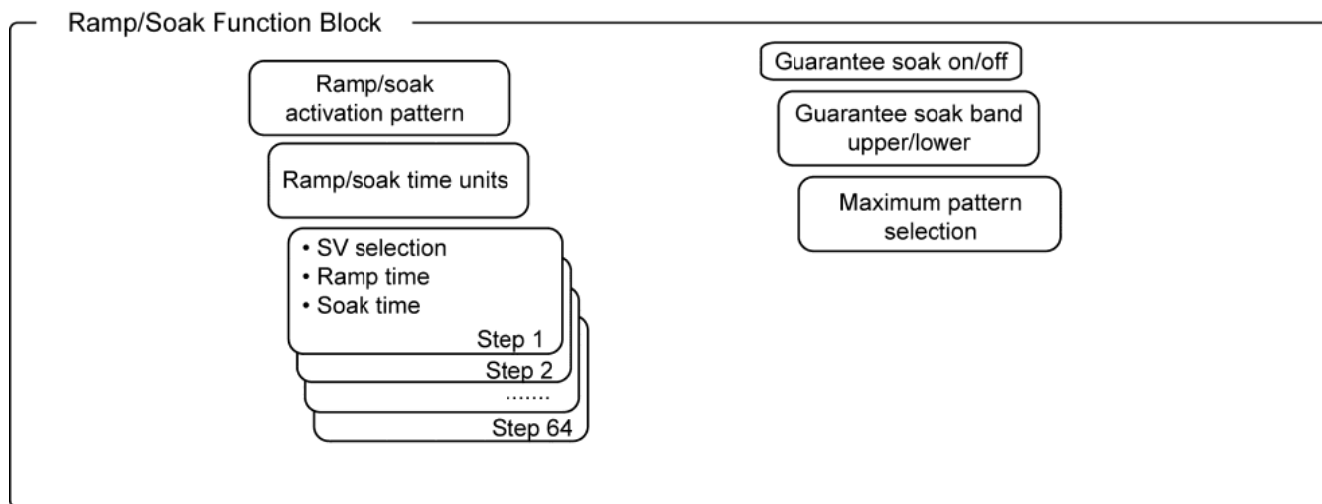 Ramp/Soak Function Block
Ramp/soak
activation pattern
Ramp/soak time units
• SV selection
• Ramp time
• Soak time
Step 1
Step 2
.......
Step 64
Guarantee soak on/off
Guarantee soak band
upper/lower
Maximum pattern
selection